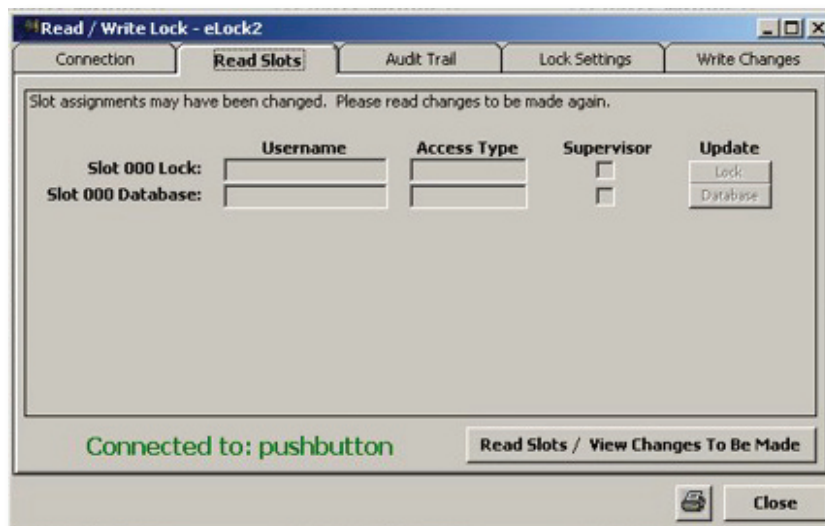 Read / Write Lock - eLock2
Connection Read Slots Audit Trail Lock Settings Write Changes
Slot assignments may have been changed. Please read changes to be made again.
Username Access Type Supervisor Update
Slot 000 Lock: Lock
Slot 000 Database: Database
Connected to: pushbutton Read Slots / View Changes To Be Made
Close